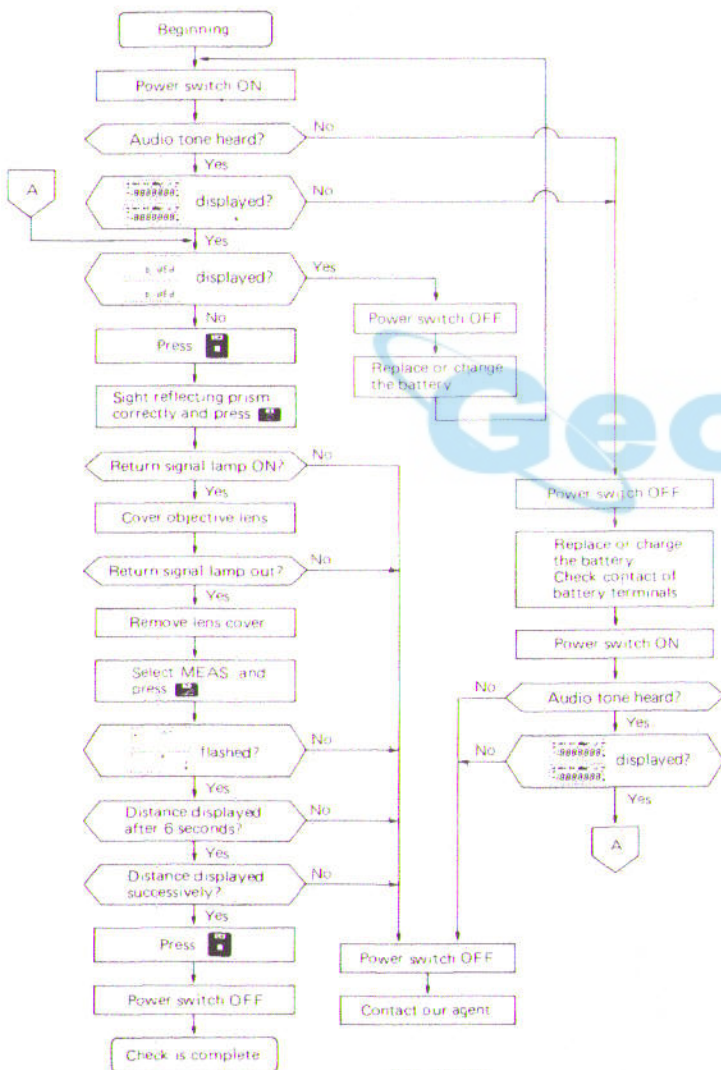 Beginning
Power switch ON
Audio tone heard?
No
Yes
A
-8888888.
-8888888.
displayed?
No
Yes
displayed?
Yes
No
Power switch OFF
Replace or change
the battery
Press
Sight reflecting prism
correctly and press
Return signal lamp ON?
No
Yes
Cover objective lens
Return signal lamp out?
No
Yes
Remove lens cover
Select MEAS and
press
flashed?
No
Yes
Distance displayed
after 6 seconds?
No
Yes
Distance displayed
successively?
No
Yes
Press
Power switch OFF
Check is complete
Geo
Power switch OFF
Replace or charge
the battery
Check contact of
battery terminals
Power switch ON
Audio tone heard?
No
Yes
-8888888.
-8888888.
displayed?
No
Yes
A
Power switch OFF
Contact our agent